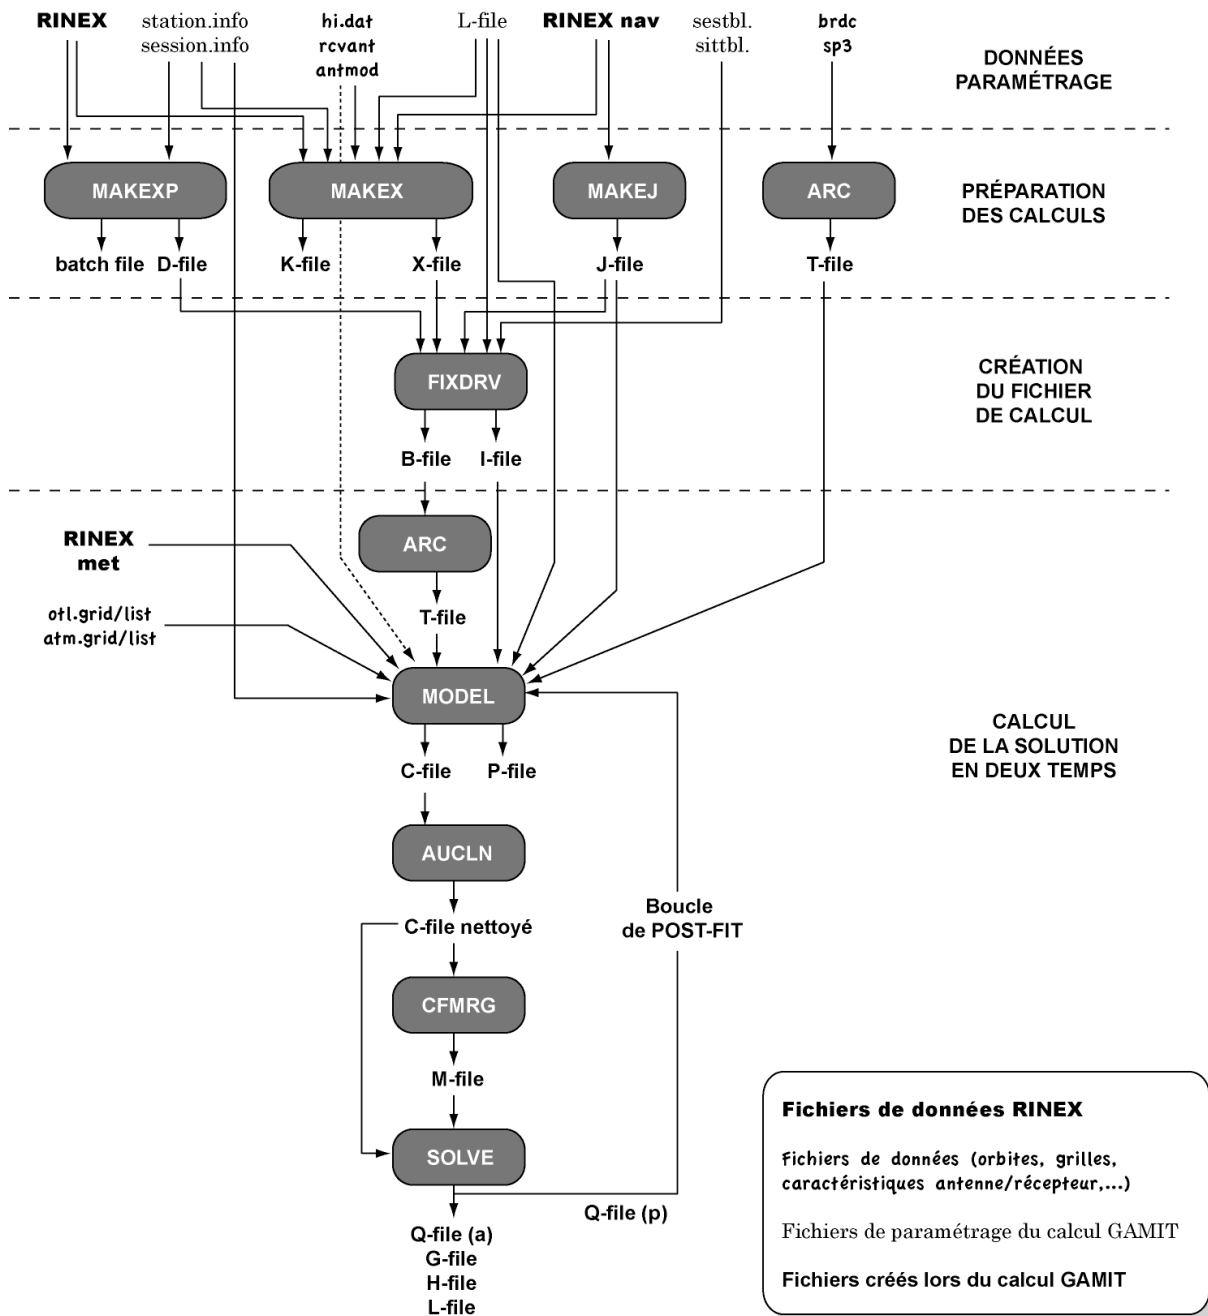 RINEX
station.info
session.info
hi.dat
rcvant
antmod
L-file
RINEX nav
sestbl.
sittbl.
brdc
sp3
DONNÉES
PARAMÉTRAGE
MAKEXP
MAKEX
MAKEJ
ARC
PRÉPARATION
DES CALCULS
batch file
D-file
K-file
X-file
J-file
T-file
FIXDRV
CRÉATION
DU FICHIER
DE CALCUL
B-file
I-file
ARC
RINEX
met
T-file
otl.grid/list
atm.grid/list
MODEL
CALCUL
DE LA SOLUTION
EN DEUX TEMPS
C-file
P-file
AUCLN
Boucle
de POST-FIT
C-file nettoyé
CFMRG
M-file
SOLVE
Q-file (p)
Q-file (a)
G-file
H-file
L-file
Fichiers de données RINEX
Fichiers de données (orbites, grilles,
caractéristiques antenne/récepteur,...)
Fichiers de paramétrage du calcul GAMIT
Fichiers créés lors du calcul GAMIT